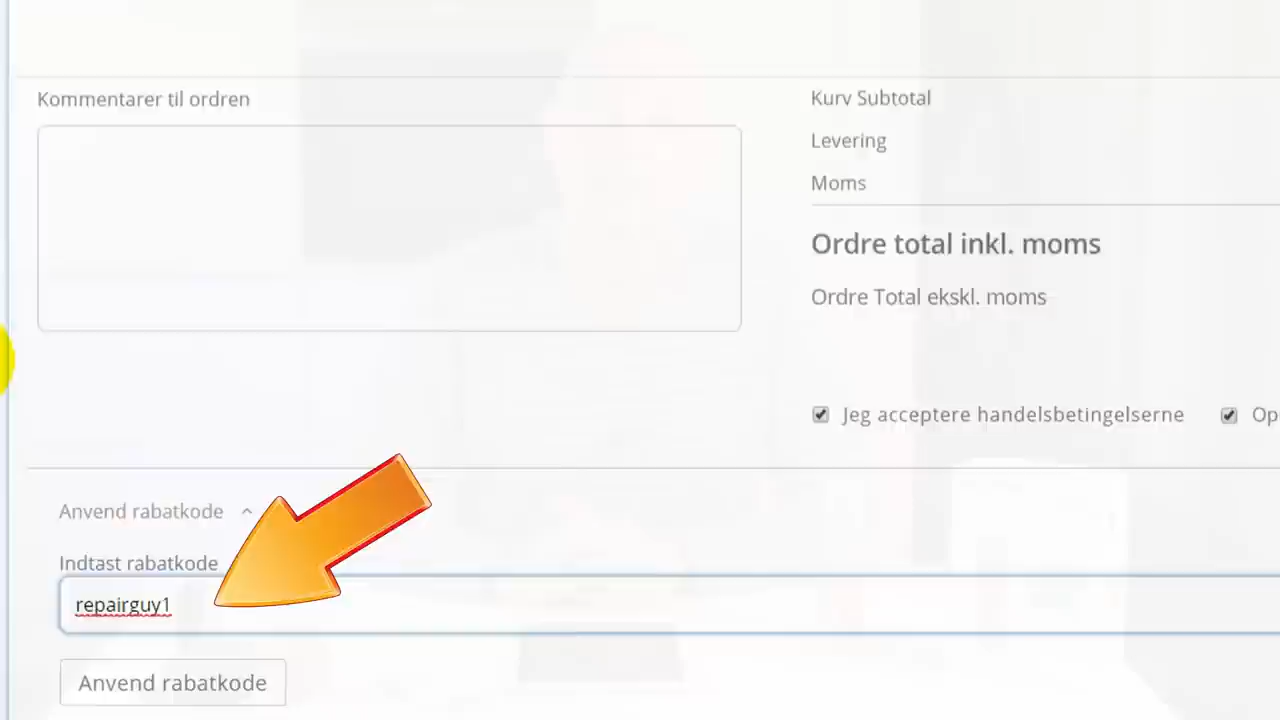 Kommentarer til ordren
Kurv Subtotal
Levering
Moms
Ordre total inkl. moms
Ordre Total ekskl. moms
Jeg acceptere handelsbetingelserne
Op
Anvend rabatkode
Indtast rabatkode
repairguy1
Anvend rabatkode